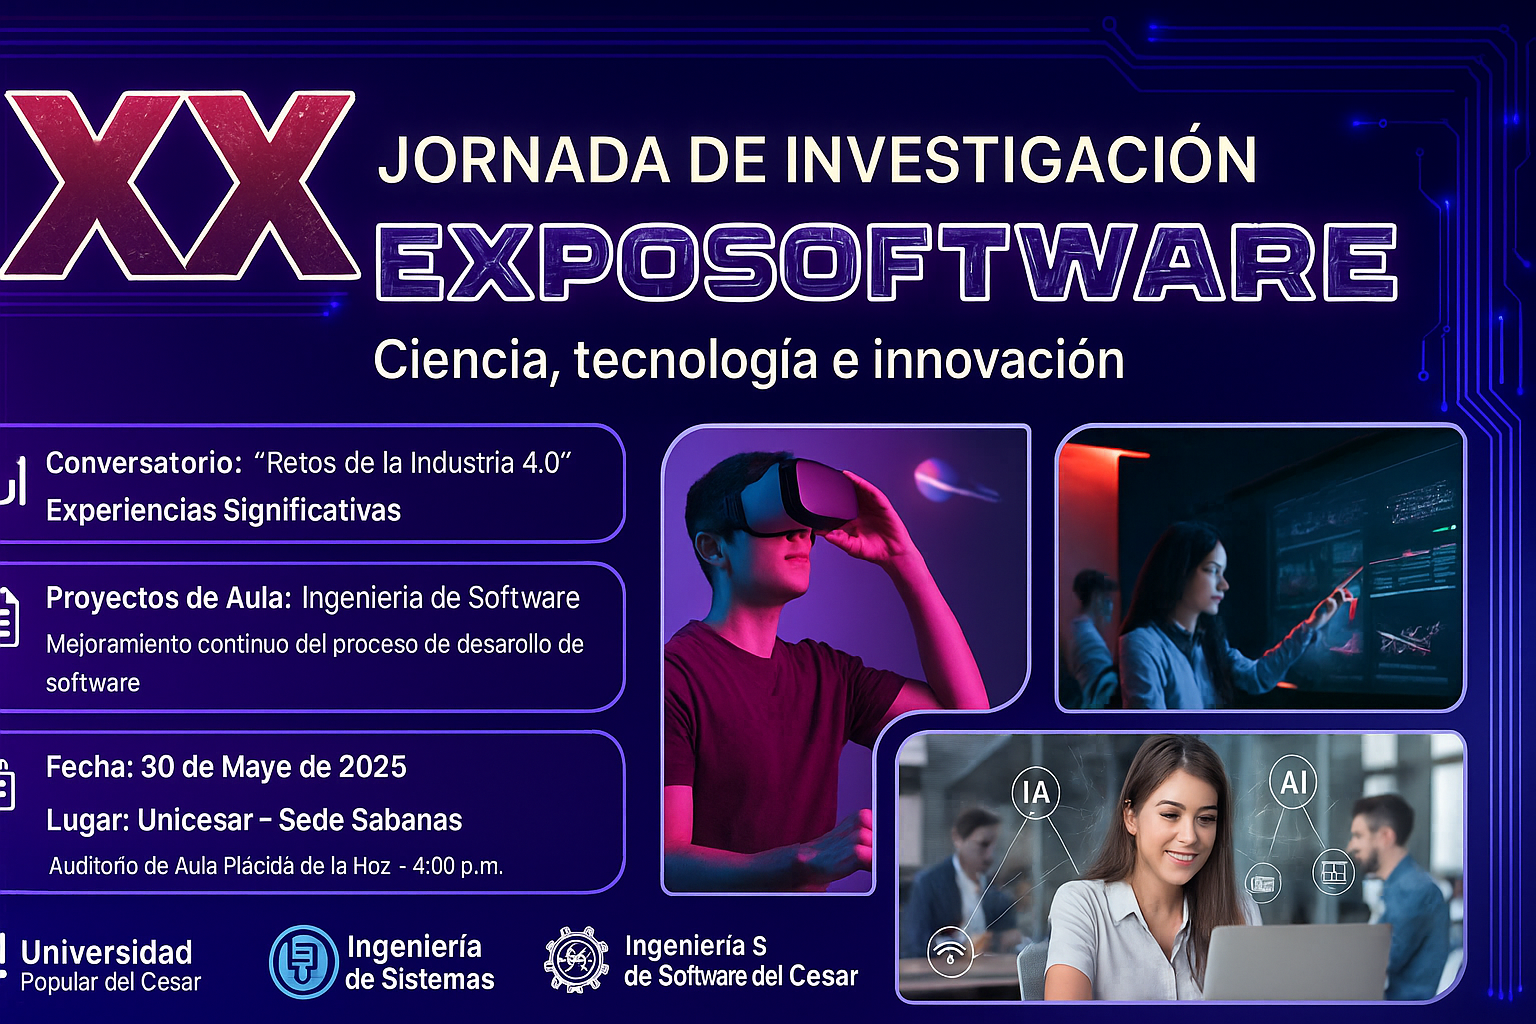 XX
JORNADA DE INVESTIGACIÓN
EXPOSOFTWARE
Ciencia, tecnología e innovación
Conversatorio: “Retos de la Industria 4.0”
Experiencias Significativas
Proyectos de Aula: Ingenieria de Software
Mejoramiento continuo del proceso de desarollo de
software
Fecha: 30 de Maye de 2025
Lugar: Unicesar – Sede Sabanas
Auditorío de Aula Plácidá de la Hoz - 4:00 p.m.
IA
AI
Universidad
Popular del Cesar
Ingeniería
de Sistemas
Ingeniería S
de Software del Cesar